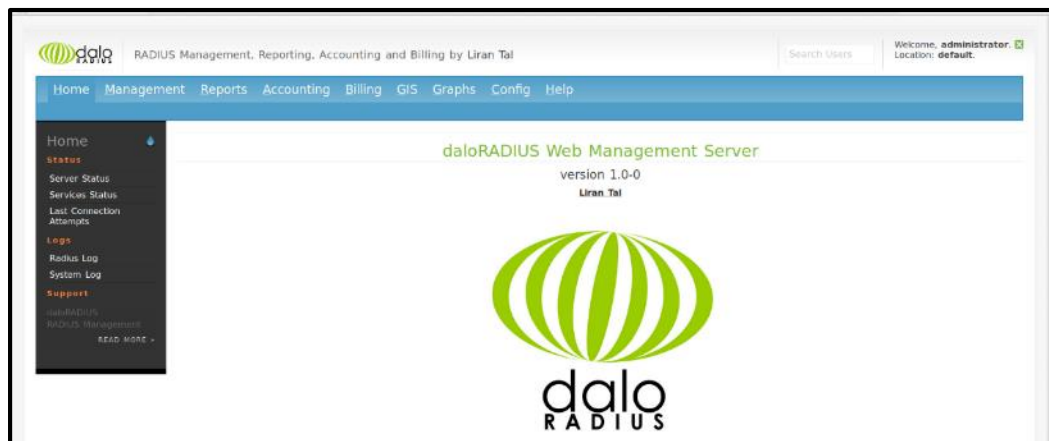 dalo
RADIUS
RADIUS Management, Reporting, Accounting and Billing by Liran Tal
Search Users
Welcome, administrator.
Location: default.
Home Management Reports Accounting Billing GIS Graphs Config Help
Home
Status
Server Status
Services Status
Last Connection
Attempts
Logs
Radius Log
System Log
Support
daloRADIUS
RADIUS Management
READ MORE »
daloRADIUS Web Management Server
version 1.0-0
Liran Tal
dalo
RADIUS